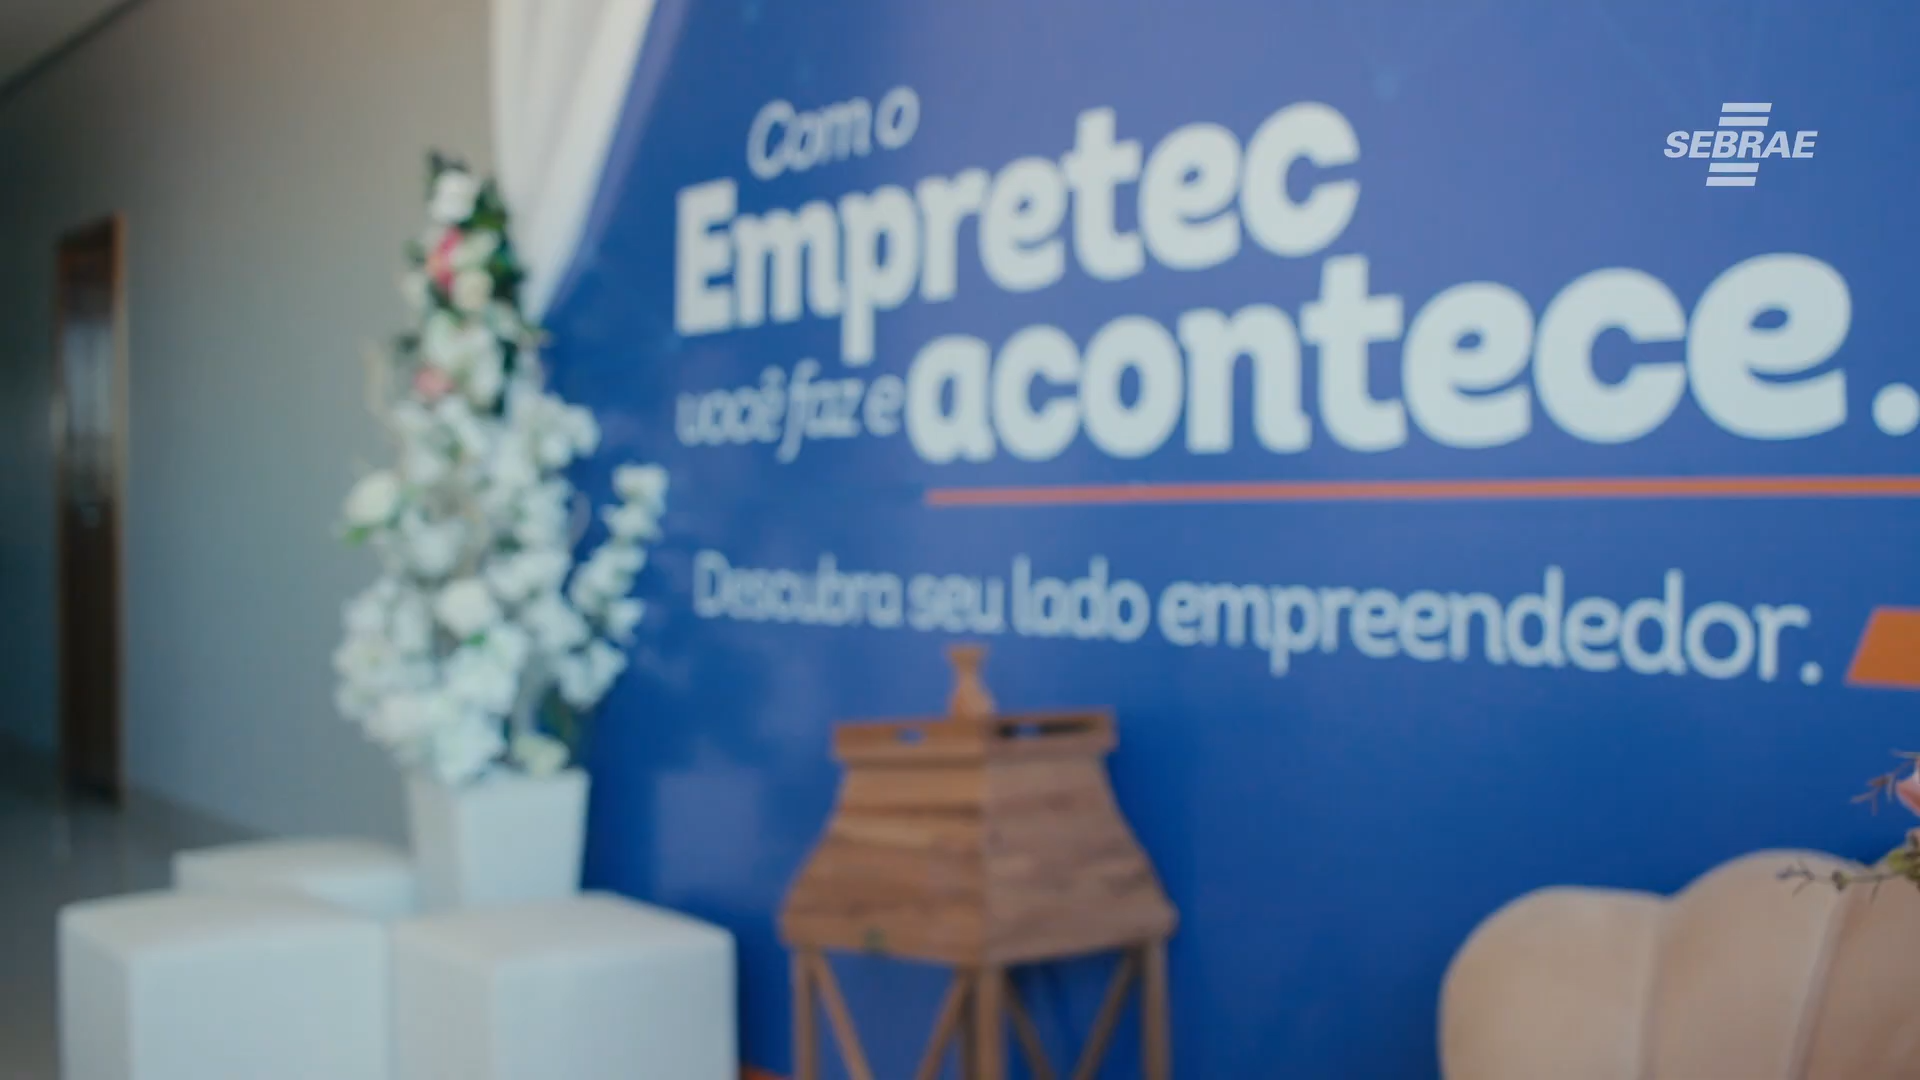 Com o
Empretec
você faz e acontece.
Descubra seu lado empreendedor.
SEBRAE